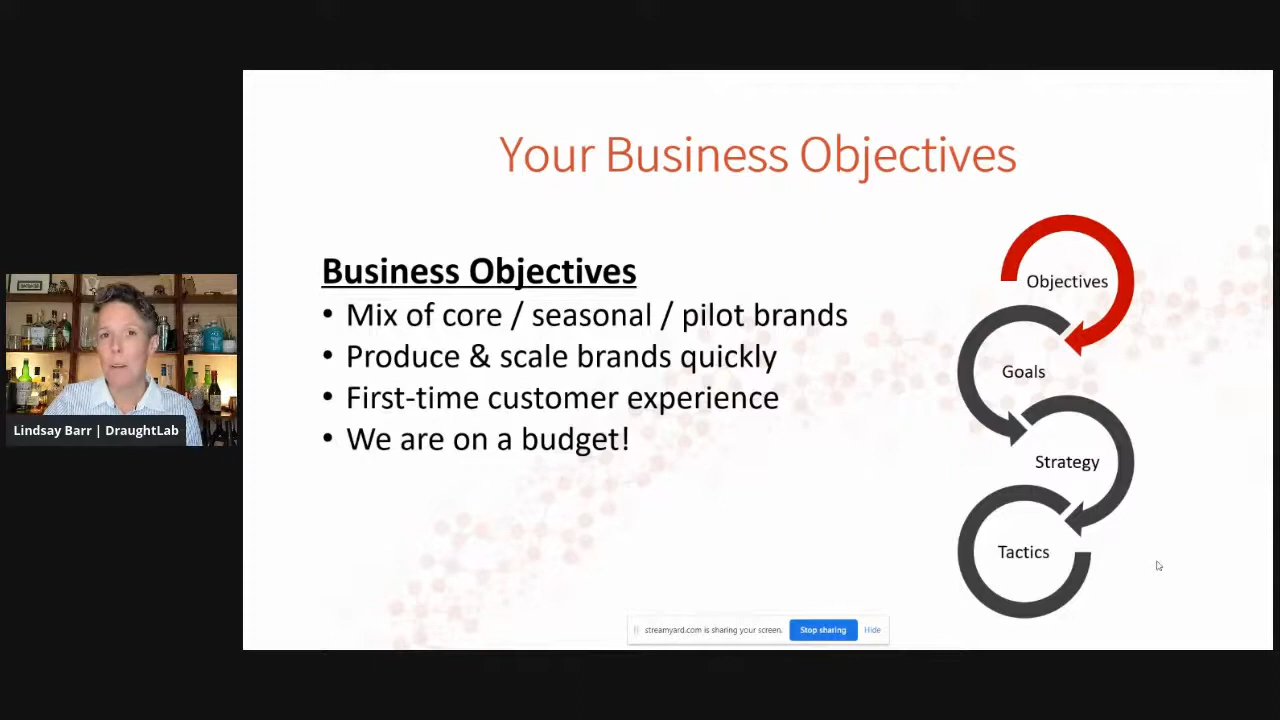 Your Business Objectives
Business Objectives
• Mix of core / seasonal / pilot brands
• Produce & scale brands quickly
• First-time customer experience
• We are on a budget!
Objectives
Goals
Strategy
Tactics
Lindsay Barr | DraughtLab
streamyard.com is sharing your screen.
Stop sharing
Hide